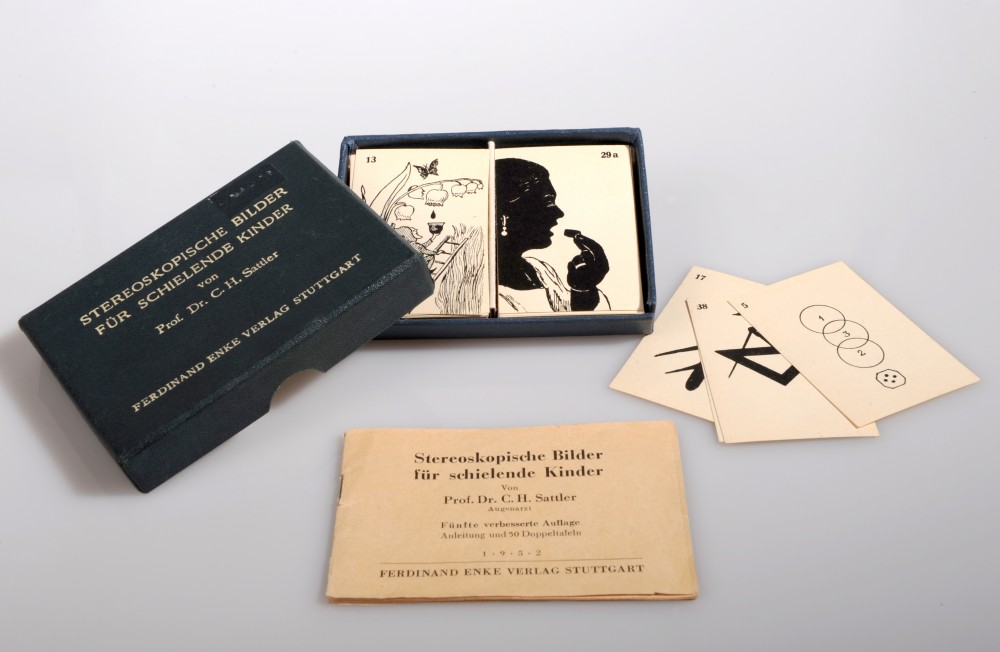 STEREOSKOPISCHE BILDER
FÜR SCHIELENDE KINDER
von
Prof. Dr. C. H. Sattler
FERDINAND ENKE VERLAG STUTTGART
13
29a
17
38
5
1
3
2
Stereoskopische Bilder
für schielende Kinder
Von
Prof. Dr. C. H. Sattler
Augenarzt
Fünfte verbesserte Auflage
Anleitung und 50 Doppeltafeln
1 · 9 · 5 · 2
FERDINAND ENKE VERLAG STUTTGART